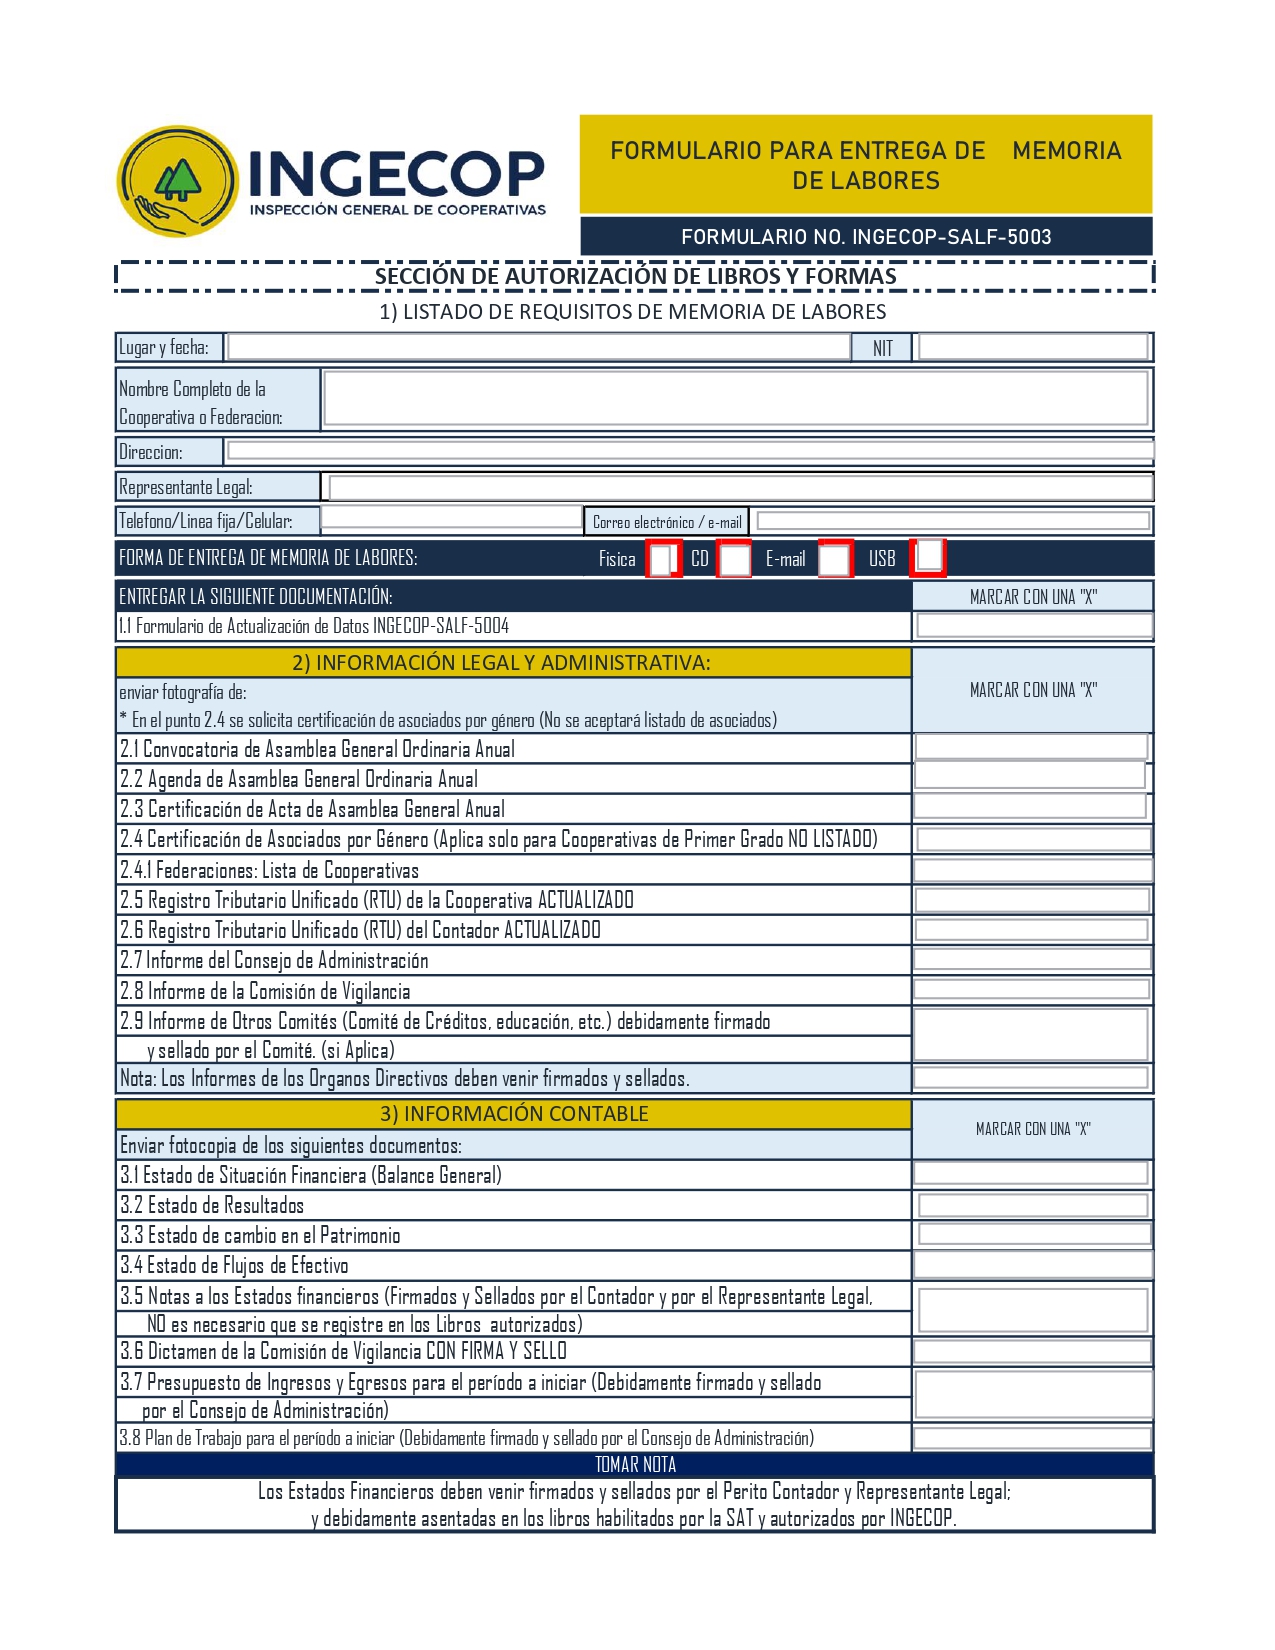 INGECOP
INSPECCIÓN GENERAL DE COOPERATIVAS
FORMULARIO PARA ENTREGA DE MEMORIA
DE LABORES
FORMULARIO NO. INGECOP-SALF-5003
SECCIÓN DE AUTORIZACIÓN DE LIBROS Y FORMAS
1) LISTADO DE REQUISITOS DE MEMORIA DE LABORES
Lugar y fecha: NIT
Nombre Completo de la
Cooperativa o Federacion:
Direccion:
Representante Legal:
Telefono/Linea fija/Celular: Correo electrónico / e-mail
FORMA DE ENTREGA DE MEMORIA DE LABORES: Fisica CD E-mail USB
ENTREGAR LA SIGUIENTE DOCUMENTACIÓN: MARCAR CON UNA "X"
1.1 Formulario de Actualización de Datos INGECOP-SALF-5004
2) INFORMACIÓN LEGAL Y ADMINISTRATIVA:
enviar fotografía de: MARCAR CON UNA "X"
* En el punto 2.4 se solicita certificación de asociados por género (No se aceptará listado de asociados)
2.1 Convocatoria de Asamblea General Ordinaria Anual
2.2 Agenda de Asamblea General Ordinaria Anual
2.3 Certificación de Acta de Asamblea General Anual
2.4 Certificación de Asociados por Género (Aplica solo para Cooperativas de Primer Grado NO LISTADO)
2.4.1 Federaciones: Lista de Cooperativas
2.5 Registro Tributario Unificado (RTU) de la Cooperativa ACTUALIZADO
2.6 Registro Tributario Unificado (RTU) del Contador ACTUALIZADO
2.7 Informe del Consejo de Administración
2.8 Informe de la Comisión de Vigilancia
2.9 Informe de Otros Comités (Comité de Créditos, educación, etc.) debidamente firmado
y sellado por el Comité. (si Aplica)
Nota: Los Informes de los Organos Directivos deben venir firmados y sellados.
3) INFORMACIÓN CONTABLE
MARCAR CON UNA "X"
Enviar fotocopia de los siguientes documentos:
3.1 Estado de Situación Financiera (Balance General)
3.2 Estado de Resultados
3.3 Estado de cambio en el Patrimonio
3.4 Estado de Flujos de Efectivo
3.5 Notas a los Estados financieros (Firmados y Sellados por el Contador y por el Representante Legal,
NO es necesario que se registre en los Libros autorizados)
3.6 Dictamen de la Comisión de Vigilancia CON FIRMA Y SELLO
3.7 Presupuesto de Ingresos y Egresos para el período a iniciar (Debidamente firmado y sellado
por el Consejo de Administración)
3.8 Plan de Trabajo para el período a iniciar (Debidamente firmado y sellado por el Consejo de Administración)
TOMAR NOTA
Los Estados Financieros deben venir firmados y sellados por el Perito Contador y Representante Legal;
y debidamente asentadas en los libros habilitados por la SAT y autorizados por INGECOP.